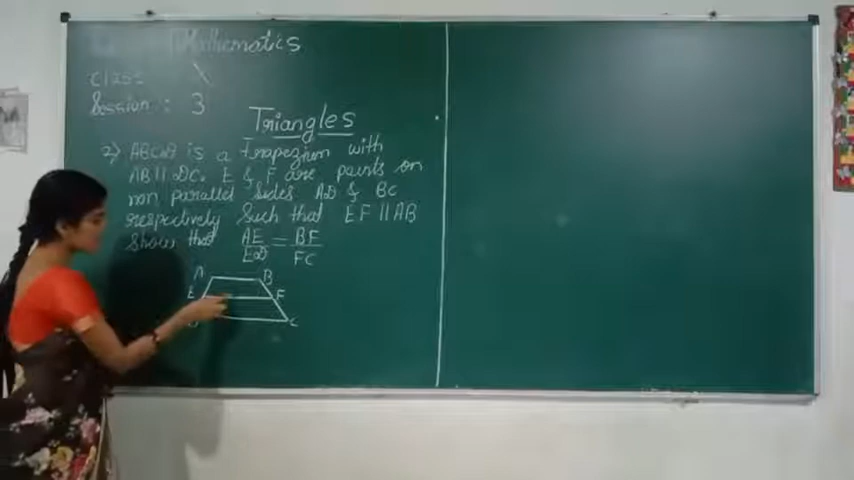 Mathematics
Class:
Session : 3
Triangles
2) ABCD is a Trapezium with
AB || DC. E & F are points on
non parallel sides AD & BC
respectively such that EF || AB
Show that AE/ED = BF/FC
A B
E F
D C